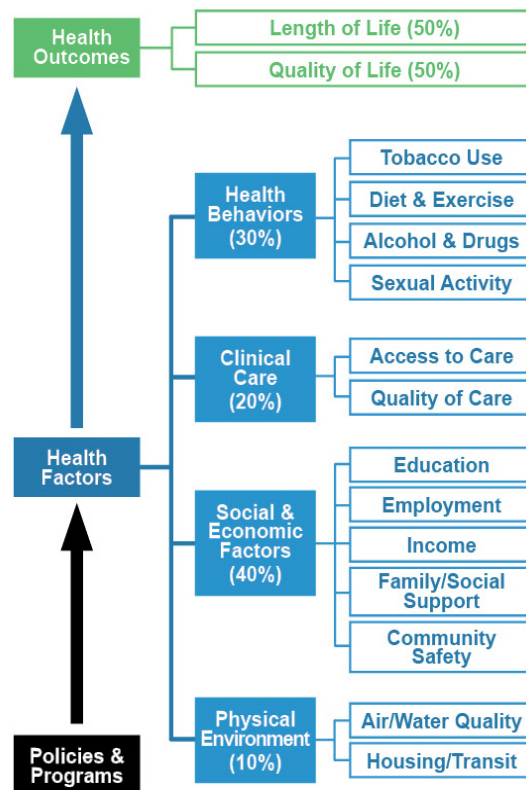 Health
Outcomes
Length of Life (50%)
Quality of Life (50%)
Health
Behaviors
(30%)
Tobacco Use
Diet & Exercise
Alcohol & Drugs
Sexual Activity
Clinical
Care
(20%)
Access to Care
Quality of Care
Health
Factors
Social &
Economic
Factors
(40%)
Education
Employment
Income
Family/Social
Support
Community
Safety
Physical
Environment
(10%)
Air/Water Quality
Housing/Transit
Policies &
Programs